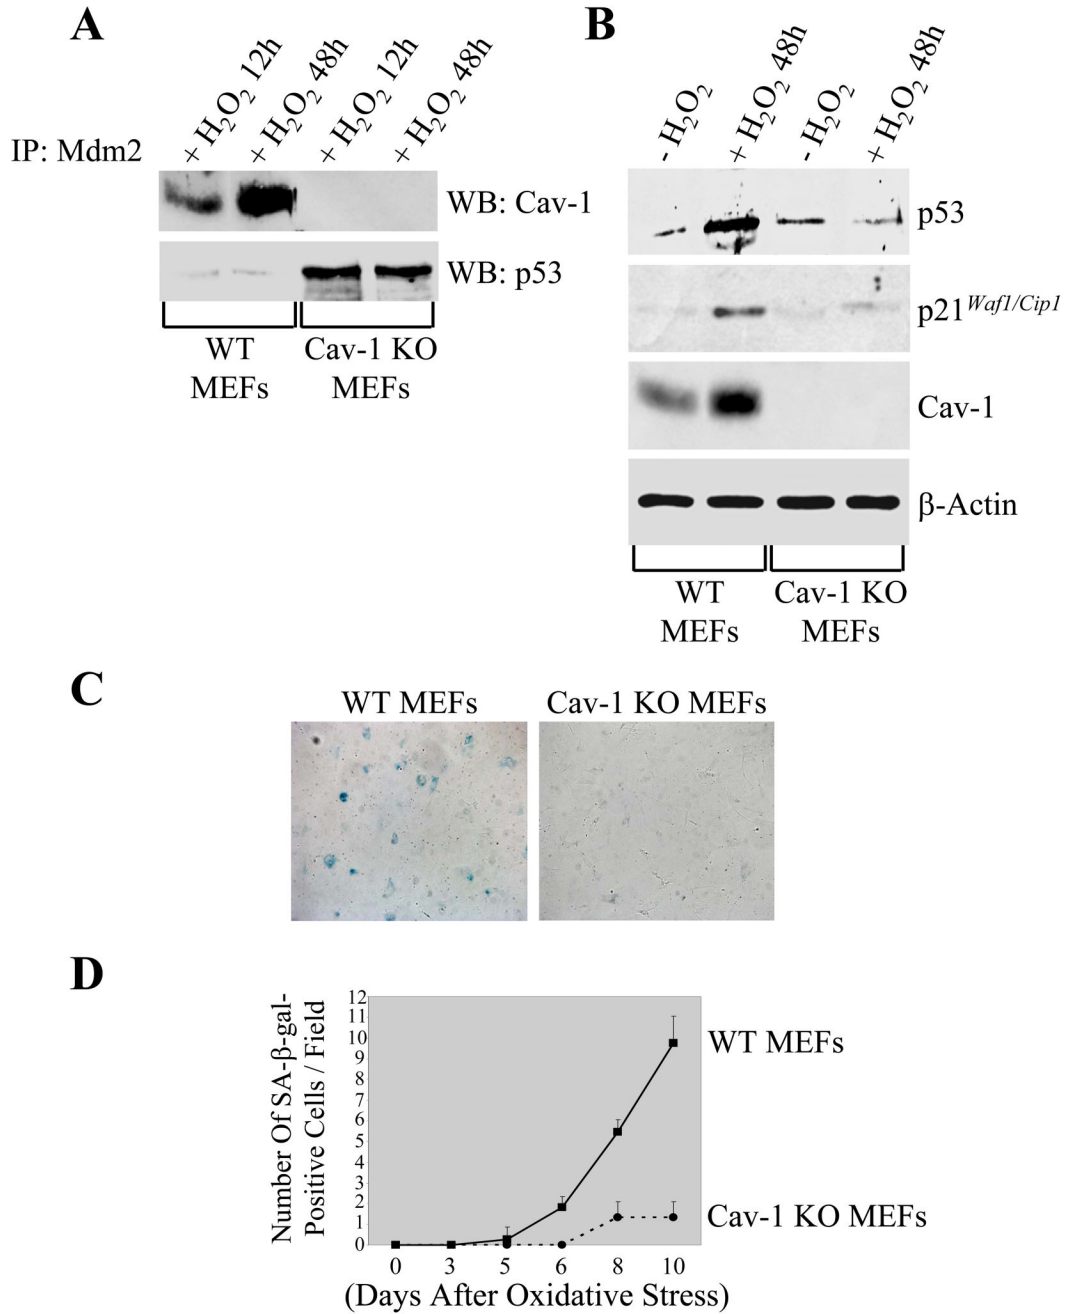 A
+ H₂O₂ 12h
+ H₂O₂ 48h
+ H₂O₂ 12h
+ H₂O₂ 48h
IP: Mdm2
WB: Cav-1
WB: p53
WT
MEFs
Cav-1 KO
MEFs
B
- H₂O₂
+ H₂O₂ 48h
- H₂O₂
+ H₂O₂ 48h
p53
p21 Waf1/Cip1
Cav-1
β-Actin
WT
MEFs
Cav-1 KO
MEFs
C
WT MEFs
Cav-1 KO MEFs
D
Number Of SA-β-gal-
Positive Cells / Field
12
11
10
9
8
7
6
5
4
3
2
1
0
WT MEFs
Cav-1 KO MEFs
0 3 5 6 8 10
(Days After Oxidative Stress)